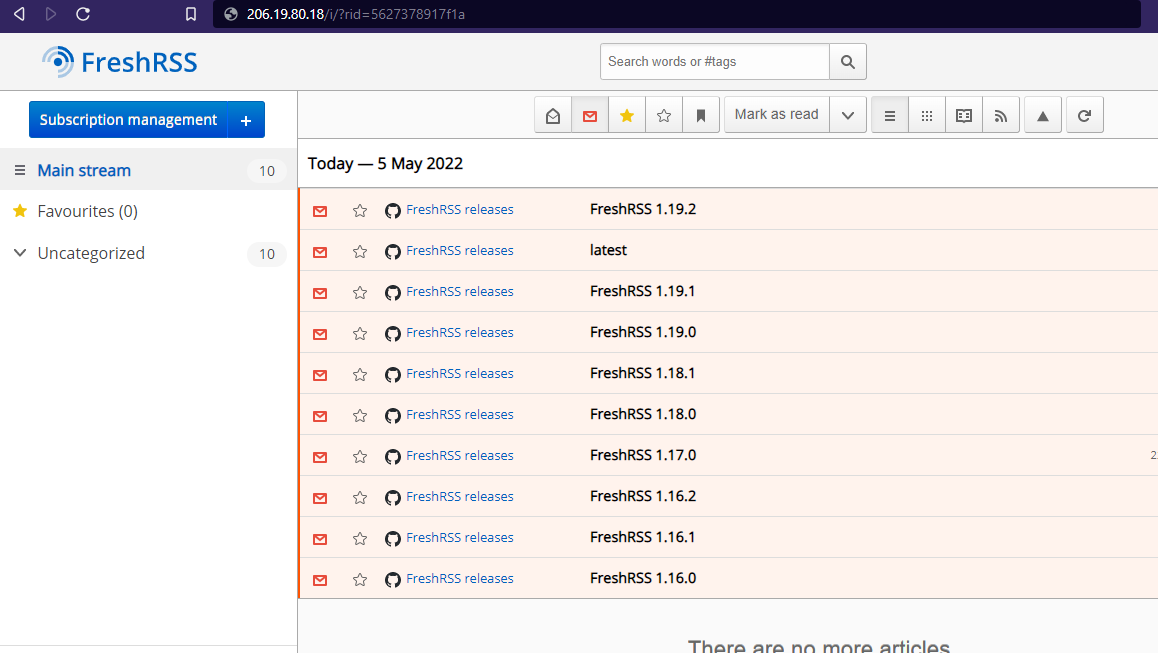 206.19.80.18/i/?rid=5627378917f1a
FreshRSS
Search words or #tags
Subscription management +
Mark as read
Main stream 10
Favourites (0)
Uncategorized 10
Today — 5 May 2022
FreshRSS releases FreshRSS 1.19.2
FreshRSS releases latest
FreshRSS releases FreshRSS 1.19.1
FreshRSS releases FreshRSS 1.19.0
FreshRSS releases FreshRSS 1.18.1
FreshRSS releases FreshRSS 1.18.0
FreshRSS releases FreshRSS 1.17.0
FreshRSS releases FreshRSS 1.16.2
FreshRSS releases FreshRSS 1.16.1
FreshRSS releases FreshRSS 1.16.0
There are no more articles